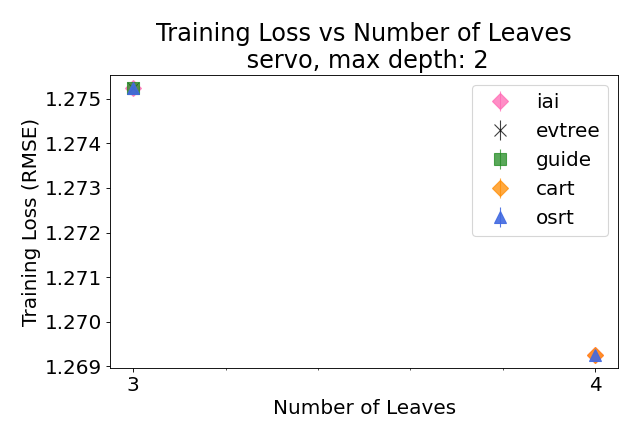 Training Loss vs Number of Leaves
servo, max depth: 2
Training Loss (RMSE)
1.275
1.274
1.273
1.272
1.271
1.270
1.269
iai
evtree
guide
cart
osrt
3
4
Number of Leaves